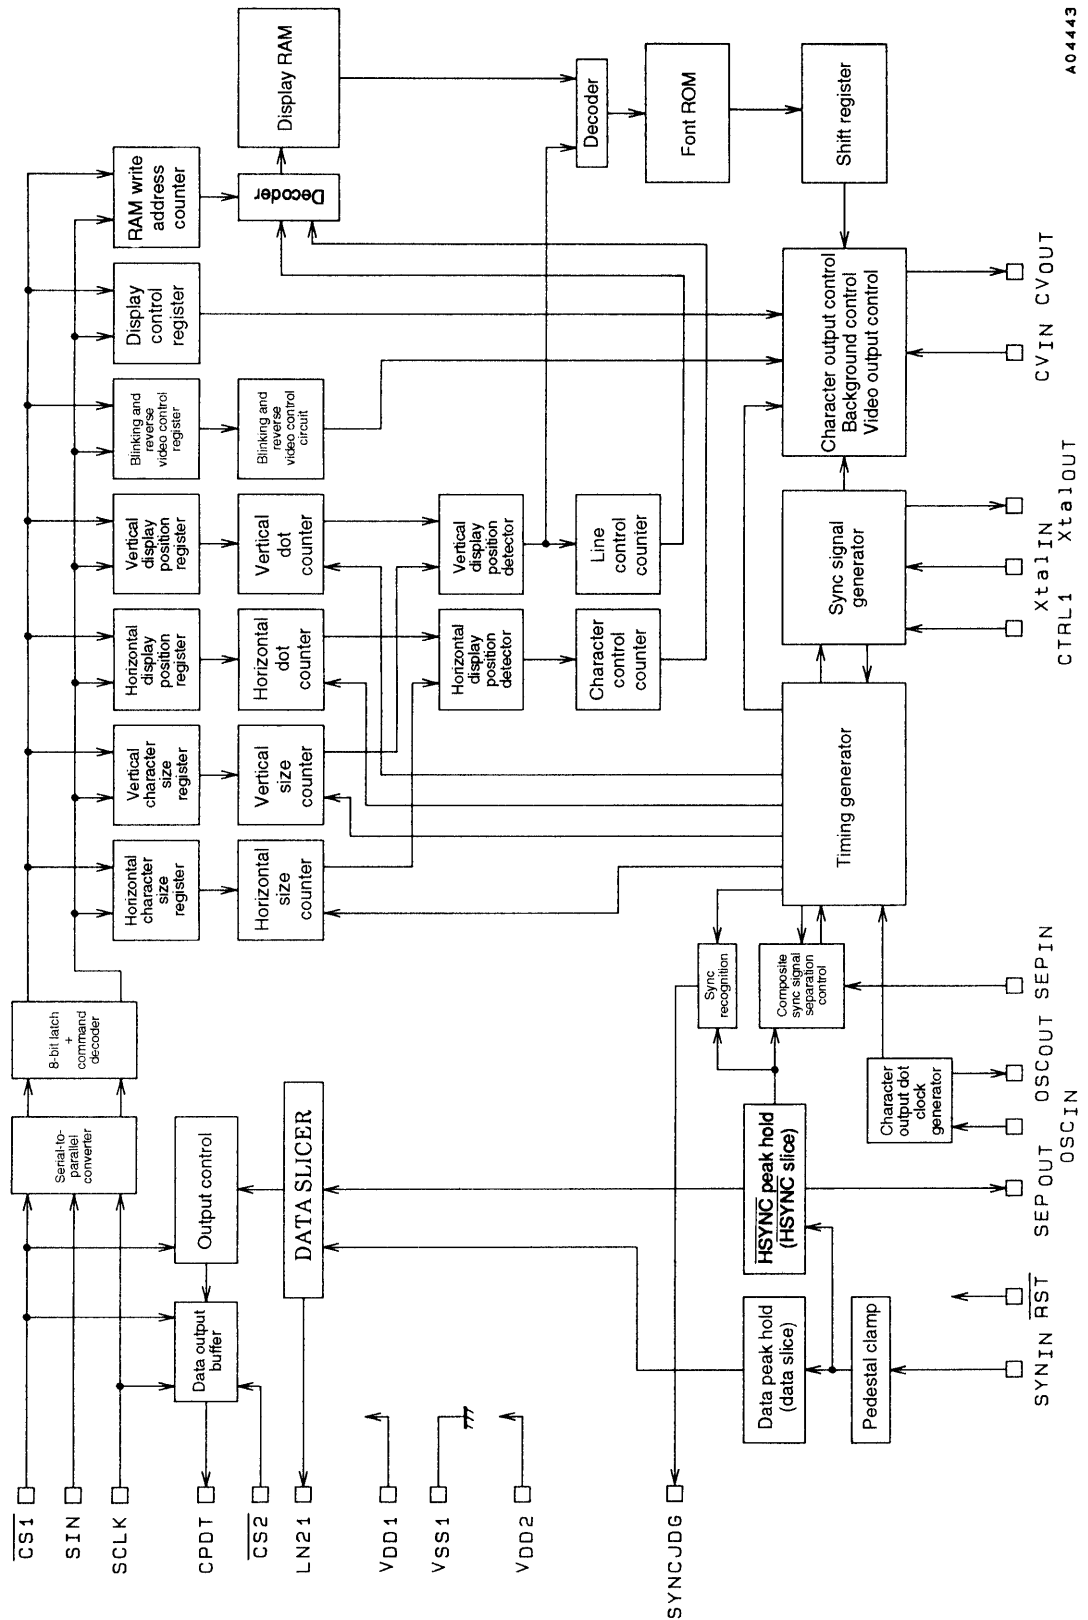 CS1
SIN
SCLK
CPDT
CS2
LN21
VDD1
VSS1
VDD2
SYNCJDG
Serial-to-
parallel
converter
8-bit latch
+
command
decoder
Output control
Data output
buffer
DATA SLICER
Horizontal
character
size
register
Vertical
character
size
register
Horizontal
display
position
register
Vertical
display
position
register
Blinking and
reverse
video control
register
Display
control
register
RAM write
address
counter
Horizontal
size
counter
Vertical
size
counter
Horizontal
dot
counter
Vertical
dot
counter
Blinking and
reverse
video control
circuit
Decoder
Display RAM
Horizontal
display
position
detector
Vertical
display
position
detector
Character
control
counter
Line
control
counter
Decoder
Font ROM
Shift register
Sync
recognition
Composite
sync signal
separation
control
Data peak hold
(data slice)
HSYNC peak hold
(HSYNC slice)
Pedestal clamp
Character
output dot
clock
generator
Timing generator
Sync signal
generator
Character output control
Background control
Video output control
SYNIN
RST
SEPOUT
OSCIN
OSCOUT
SEPIN
CTRL1
XtalIN
XtalOUT
CVIN
CVOUT
A04443